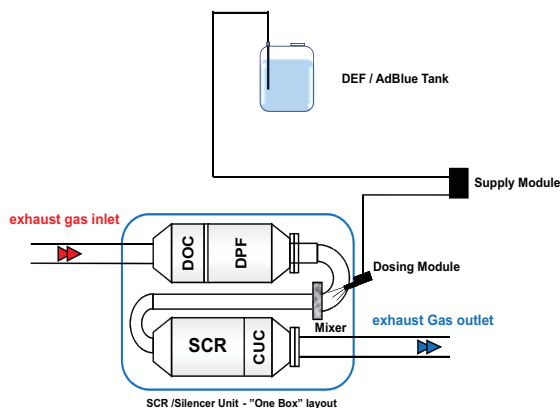 DEF / AdBlue Tank
Supply Module
exhaust gas inlet
DOC
DPF
Dosing Module
Mixer
exhaust Gas outlet
SCR
CUC
SCR /Silencer Unit - "One Box" layout